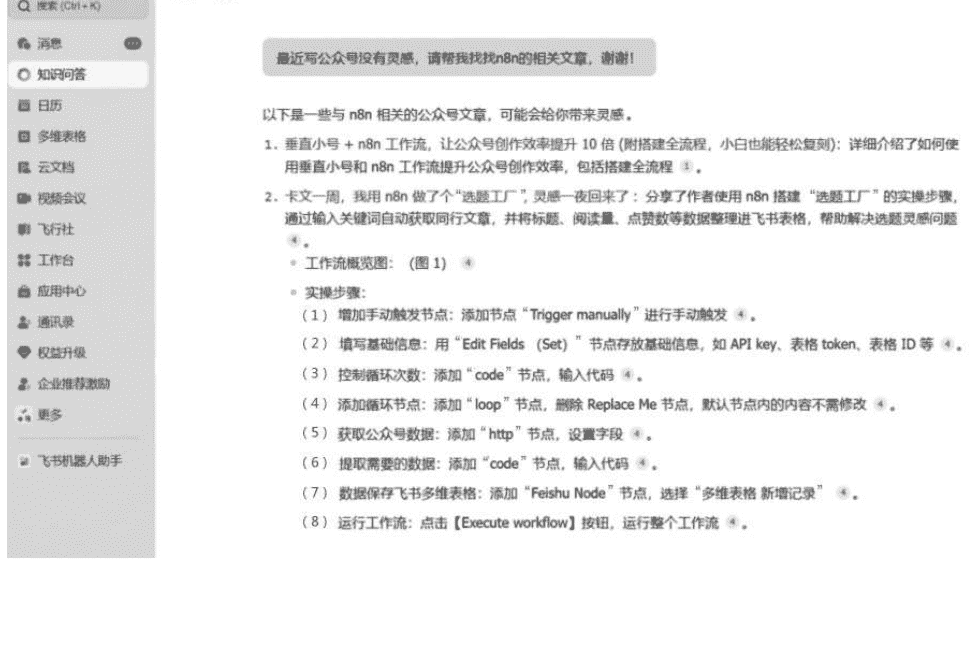 搜索 (Ctrl+K)
消息
知识问答
日历
多维表格
云文档
视频会议
飞行社
工作台
应用中心
通讯录
权益升级
企业推荐激励
更多
飞书机器人助手
最近写公众号没有灵感，请帮我找找n8n的相关文章，谢谢！
以下是一些与 n8n 相关的公众号文章，可能会给你带来灵感。
1. 垂直小号 + n8n 工作流，让公众号创作效率提升 10 倍 (附搭建全流程，小白也能轻松复刻)：详细介绍了如何使
用垂直小号和 n8n 工作流提升公众号创作效率，包括搭建全流程 1 。
2. 卡文一周，我用 n8n 做了个“选题工厂”，灵感一夜回来了：分享了作者使用 n8n 搭建 “选题工厂” 的实操步骤，
通过输入关键词自动获取同行文章，并将标题、阅读量、点赞数等数据整理进飞书表格，帮助解决选题灵感问题
4 。
工作流概览图：（图 1） 4
实操步骤：
（1）增加手动触发节点：添加节点“Trigger manually”进行手动触发 4 。
（2）填写基础信息：用“Edit Fields （Set）”节点存放基础信息，如 API key、表格 token、表格 ID 等 4 。
（3）控制循环次数：添加“code”节点，输入代码 4 。
（4）添加循环节点：添加“loop”节点，删除 Replace Me 节点，默认节点内的内容不需修改 4 。
（5）获取公众号数据：添加“http”节点，设置字段 4 。
（6）提取需要的数据：添加“code”节点，输入代码 4 。
（7）数据保存飞书多维表格：添加“Feishu Node”节点，选择“多维表格 新增记录” 4 。
（8）运行工作流：点击【Execute workflow】按钮，运行整个工作流 4 。